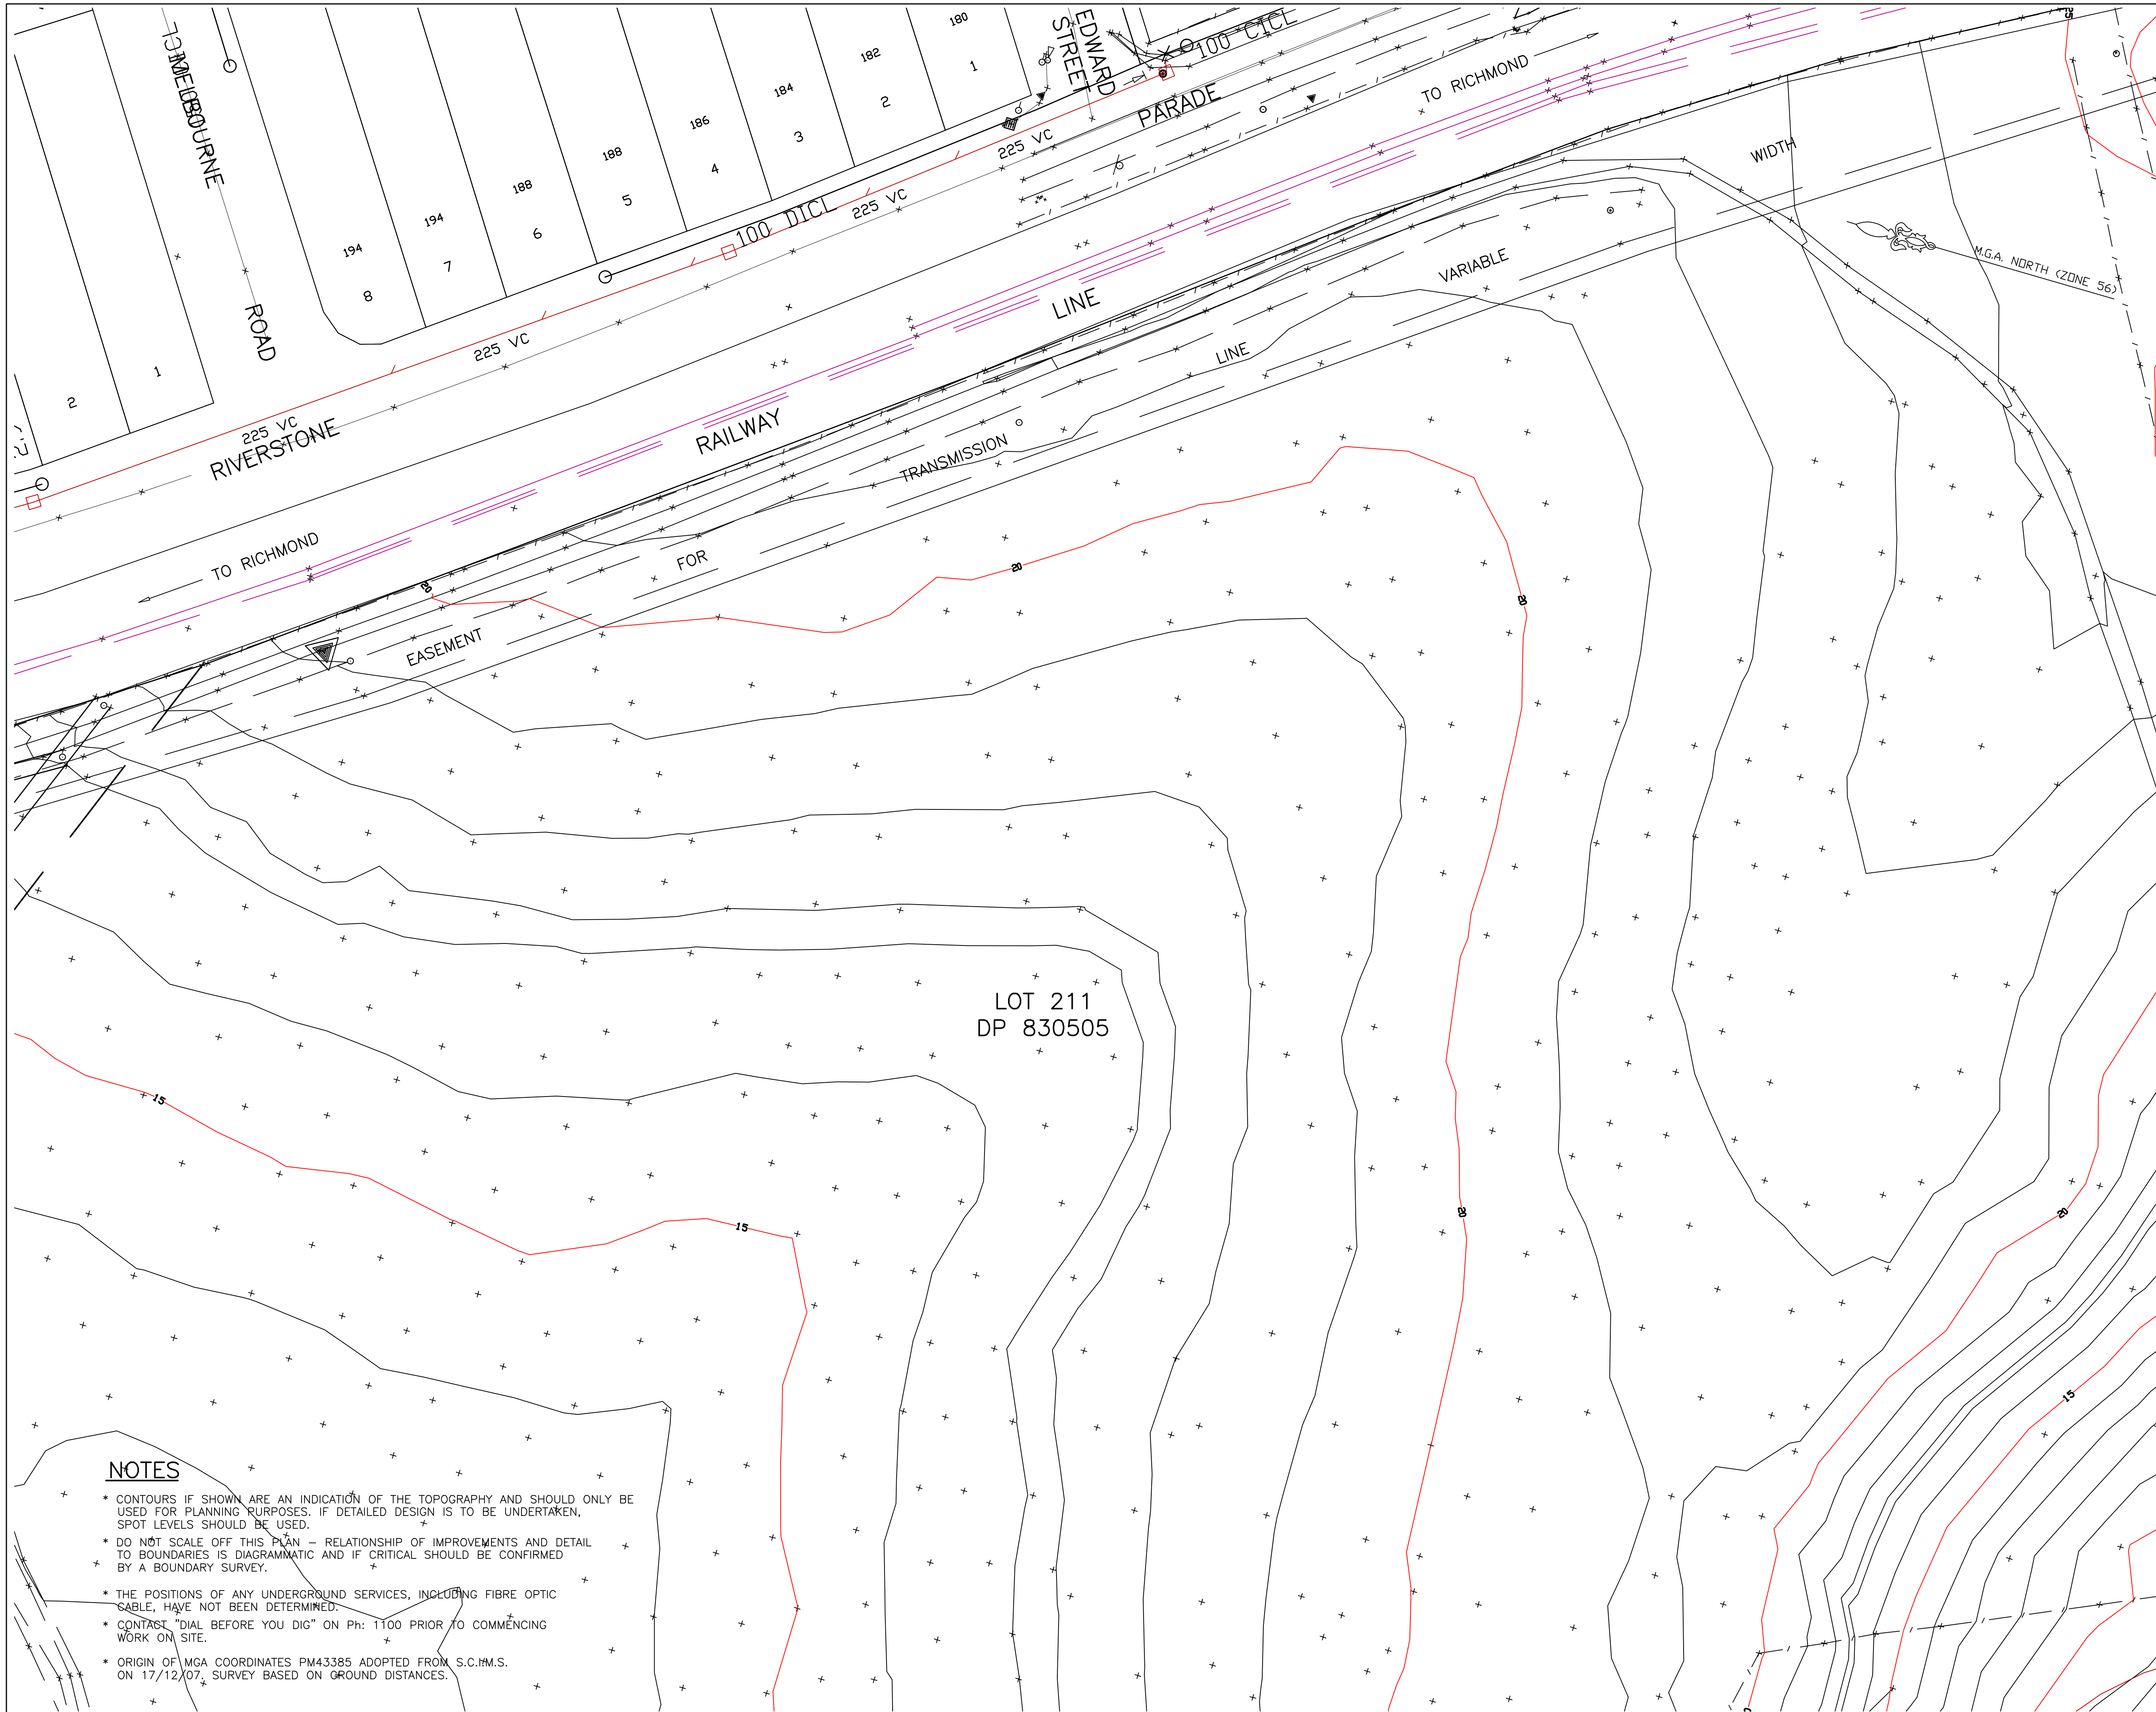 MELBOURNE
ROAD
EDWARD
STREET
100 CICL
180
1
182
2
184
3
186
4
188
5
188
6
194
7
194
8
1
2
25
PARADE
225 VC
TO RICHMOND
100 DICL
225 VC
WIDTH
M.G.A. NORTH (ZONE 56)
VARIABLE
LINE
LINE
225 VC
225 VC
RIVERSTONE
RAILWAY
TRANSMISSION
TO RICHMOND
FOR
EASEMENT
20
20
20
LOT 211
DP 830505
15
15
20
20
15
NOTES
* CONTOURS IF SHOWN ARE AN INDICATION OF THE TOPOGRAPHY AND SHOULD ONLY BE
USED FOR PLANNING PURPOSES. IF DETAILED DESIGN IS TO BE UNDERTAKEN,
SPOT LEVELS SHOULD BE USED.
* DO NOT SCALE OFF THIS PLAN – RELATIONSHIP OF IMPROVEMENTS AND DETAIL
TO BOUNDARIES IS DIAGRAMMATIC AND IF CRITICAL SHOULD BE CONFIRMED
BY A BOUNDARY SURVEY.
* THE POSITIONS OF ANY UNDERGROUND SERVICES, INCLUDING FIBRE OPTIC
CABLE, HAVE NOT BEEN DETERMINED.
* CONTACT "DIAL BEFORE YOU DIG" ON Ph: 1100 PRIOR TO COMMENCING
WORK ON SITE.
* ORIGIN OF MGA COORDINATES PM43385 ADOPTED FROM S.C.I.M.S.
ON 17/12/07. SURVEY BASED ON GROUND DISTANCES.